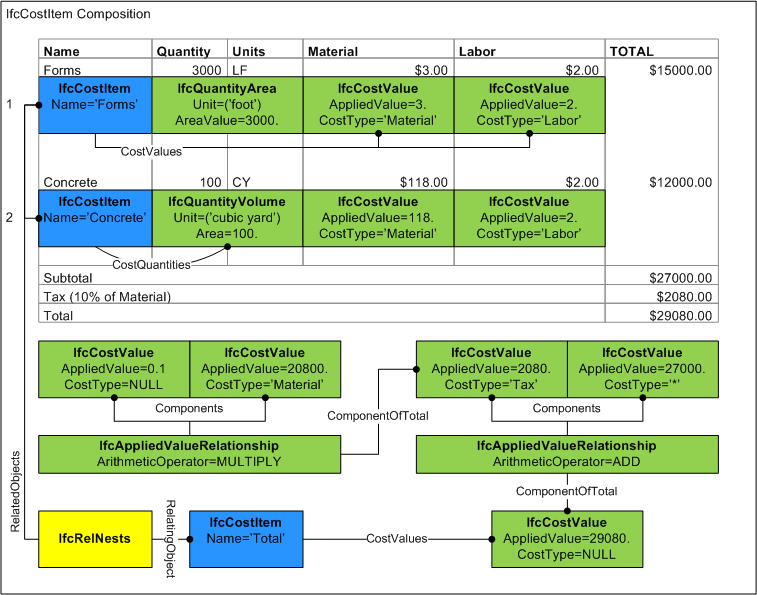 IfcCostItem Composition
Name Quantity Units Material Labor TOTAL
Forms 3000 LF $3.00 $2.00 $15000.00
1
IfcCostItem
Name='Forms'
IfcQuantityArea
Unit=('foot')
AreaValue=3000.
IfcCostValue
AppliedValue=3.
CostType='Material'
IfcCostValue
AppliedValue=2.
CostType='Labor'
CostValues
Concrete 100 CY $118.00 $2.00 $12000.00
2
IfcCostItem
Name='Concrete'
IfcQuantityVolume
Unit=('cubic yard')
Area=100.
IfcCostValue
AppliedValue=118.
CostType='Material'
IfcCostValue
AppliedValue=2.
CostType='Labor'
CostQuantities
Subtotal $27000.00
Tax (10% of Material) $2080.00
Total $29080.00
IfcCostValue
AppliedValue=0.1
CostType=NULL
IfcCostValue
AppliedValue=20800.
CostType='Material'
IfcCostValue
AppliedValue=2080.
CostType='Tax'
IfcCostValue
AppliedValue=27000.
CostType='*'
Components
ComponentOfTotal
Components
IfcAppliedValueRelationship
ArithmeticOperator=MULTIPLY
IfcAppliedValueRelationship
ArithmeticOperator=ADD
RelatedObjects
ComponentOfTotal
IfcRelNests
RelatingObject
IfcCostItem
Name='Total'
CostValues
IfcCostValue
AppliedValue=29080.
CostType=NULL